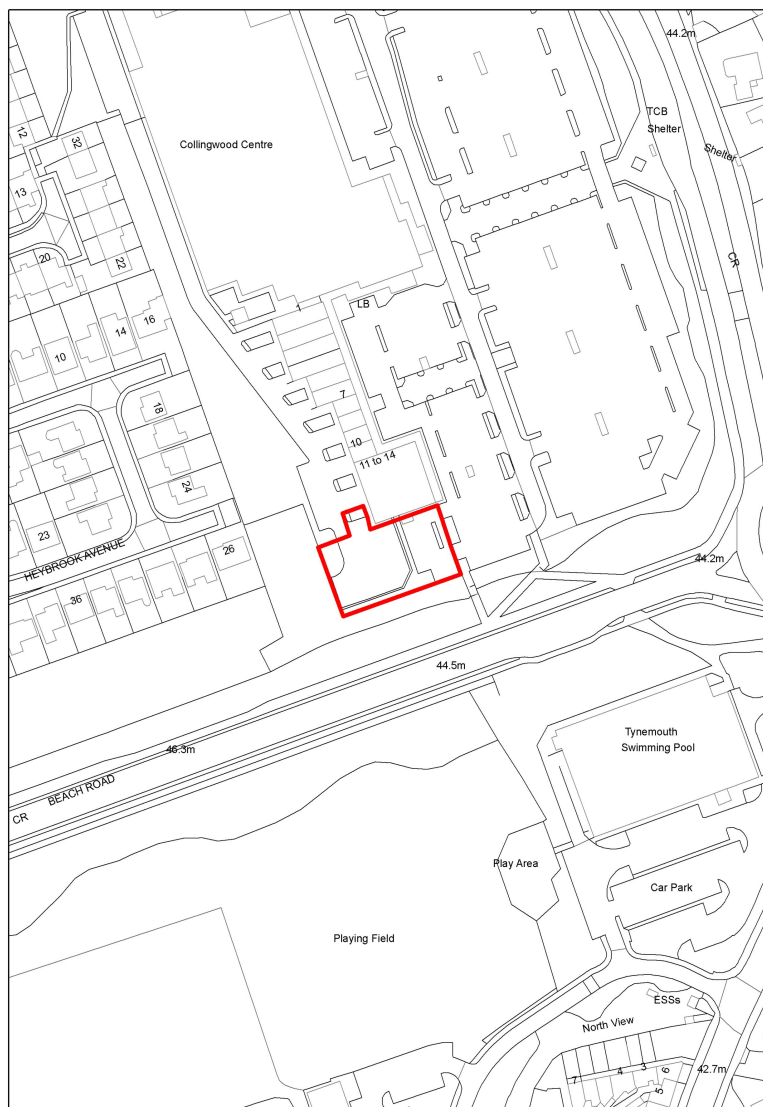 44.2m
TCB
Shelter
Shelter
CR
12
32
13
Collingwood Centre
20
22
1
LB
10
14
16
7
18
10
11 to 14
24
23
HEYBROOK AVENUE
26
36
44.2m
44.5m
46.3m
Tynemouth
Swimming Pool
BEACH ROAD
CR
Play Area
Car Park
Playing Field
ESSs
North View
7
4
3
6
5
42.7m